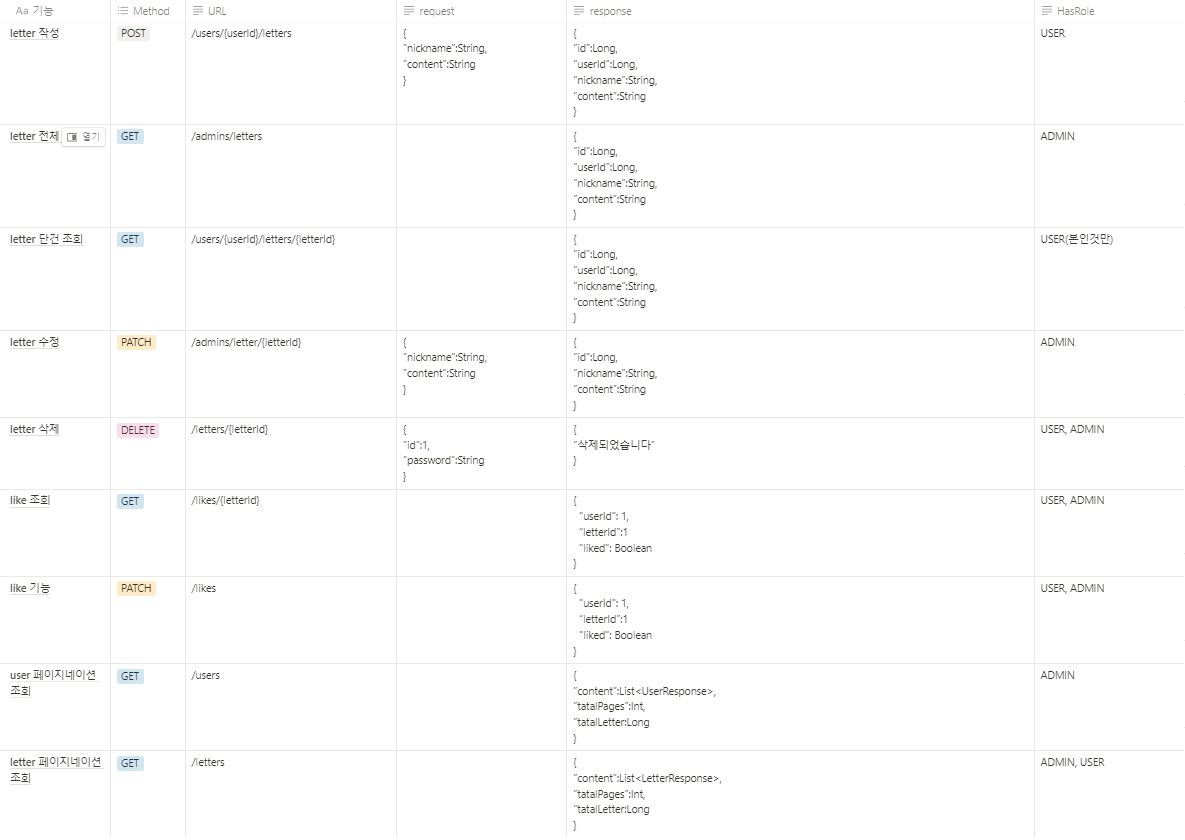 Aa 기능 Method URL request response HasRole
letter 작성 POST /users/{userId}/letters { { USER
"nickname":String, "id":Long,
"content":String "userId":Long,
} "nickname":String,
"content":String
}
letter 전체 열기 GET /admins/letters { ADMIN
"id":Long,
"userId":Long,
"nickname":String,
"content":String
}
letter 단건 조회 GET /users/{userId}/letters/{letterId} { USER(본인것만)
"id":Long,
"userId":Long,
"nickname":String,
"content":String
}
letter 수정 PATCH /admins/letter/{letterId} { { ADMIN
"nickname":String, "id":Long,
"content":String "nickname":String,
} "content":String
}
letter 삭제 DELETE /letters/{letterId} { { USER, ADMIN
"id":1, "삭제되었습니다"
"password":String }
}
like 조회 GET /likes/{letterId} { USER, ADMIN
"userId": 1,
"letterId":1
"liked": Boolean
}
like 기능 PATCH /likes { USER, ADMIN
"userId": 1,
"letterId":1
"liked": Boolean
}
user 페이지네이션 GET /users { ADMIN
조회 "content":List<UserResponse>,
"tatalPages":Int,
"tatalLetter:Long
}
letter 페이지네이션 GET /letters { ADMIN, USER
조회 "content":List<LetterResponse>,
"tatalPages":Int,
"tatalLetter:Long
}